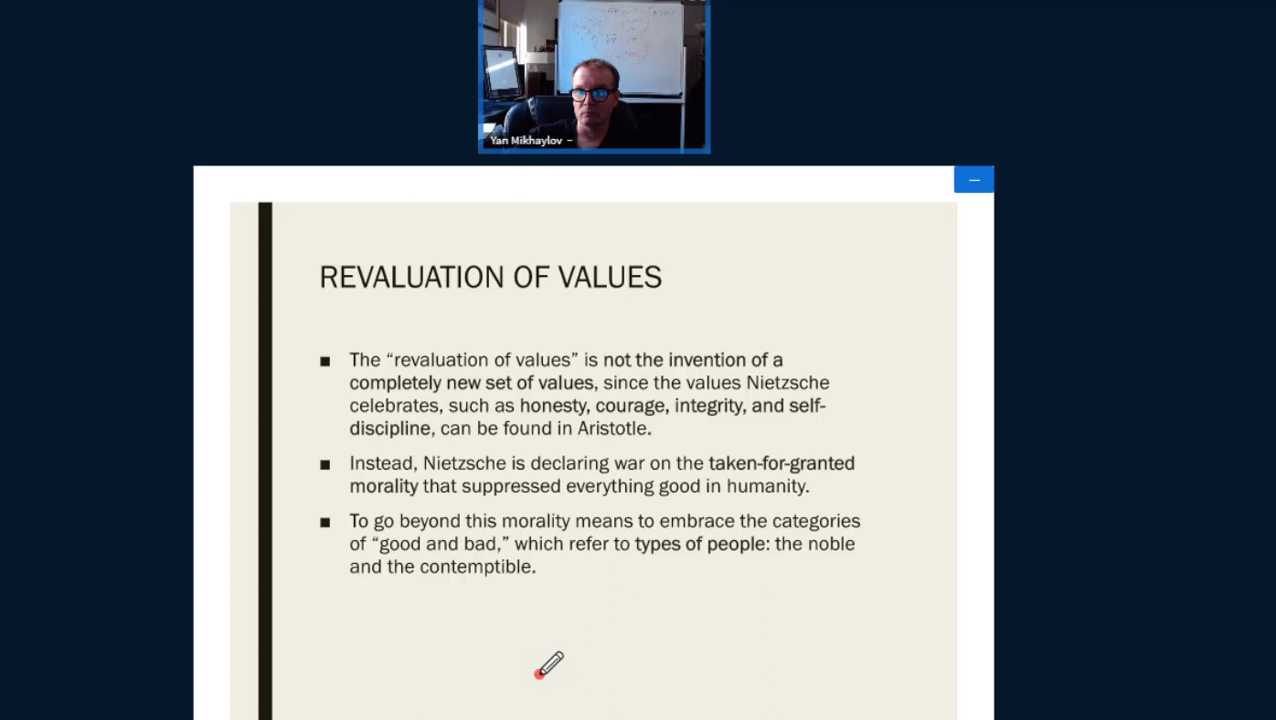 Yan Mikhaylov
REVALUATION OF VALUES
■ The “revaluation of values” is not the invention of a
completely new set of values, since the values Nietzsche
celebrates, such as honesty, courage, integrity, and self-
discipline, can be found in Aristotle.
■ Instead, Nietzsche is declaring war on the taken-for-granted
morality that suppressed everything good in humanity.
■ To go beyond this morality means to embrace the categories
of “good and bad,” which refer to types of people: the noble
and the contemptible.